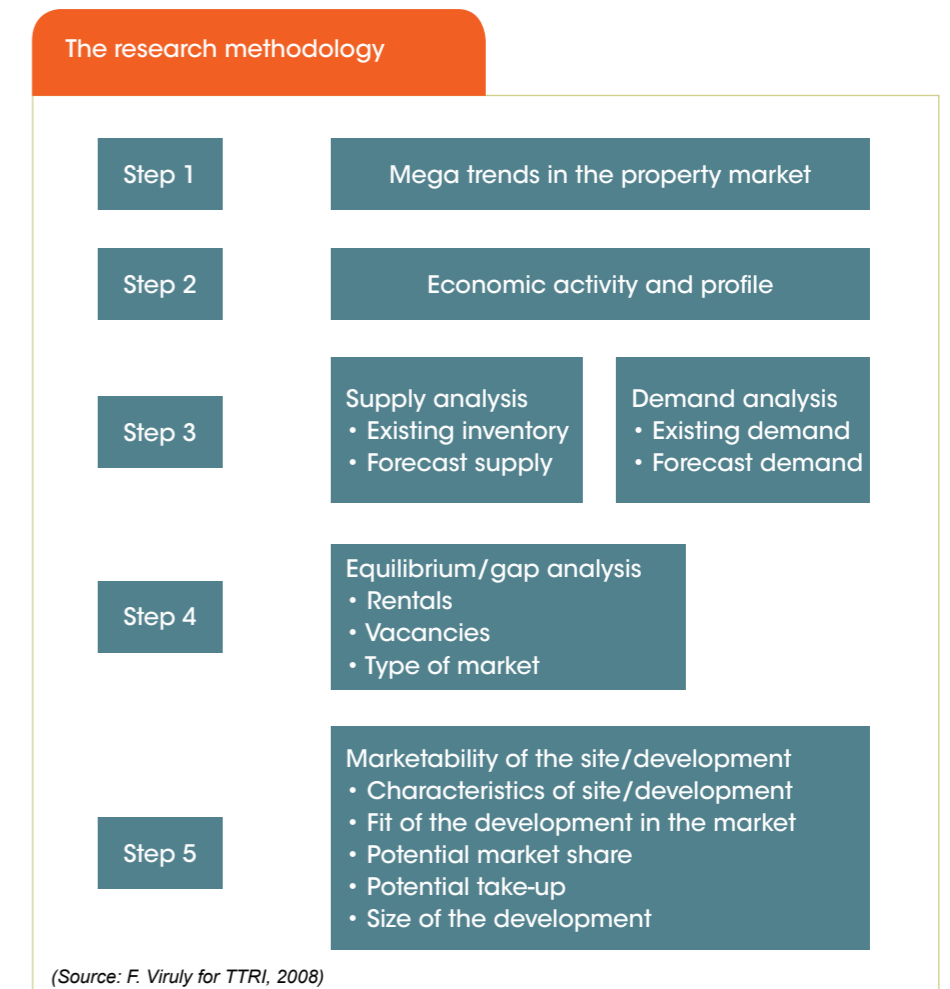 The research methodology
Step 1
Mega trends in the property market
Step 2
Economic activity and profile
Step 3
Supply analysis
• Existing inventory
• Forecast supply
Demand analysis
• Existing demand
• Forecast demand
Step 4
Equilibrium/gap analysis
• Rentals
• Vacancies
• Type of market
Step 5
Marketability of the site/development
• Characteristics of site/development
• Fit of the development in the market
• Potential market share
• Potential take-up
• Size of the development
(Source: F. Viruly for TTRI, 2008)